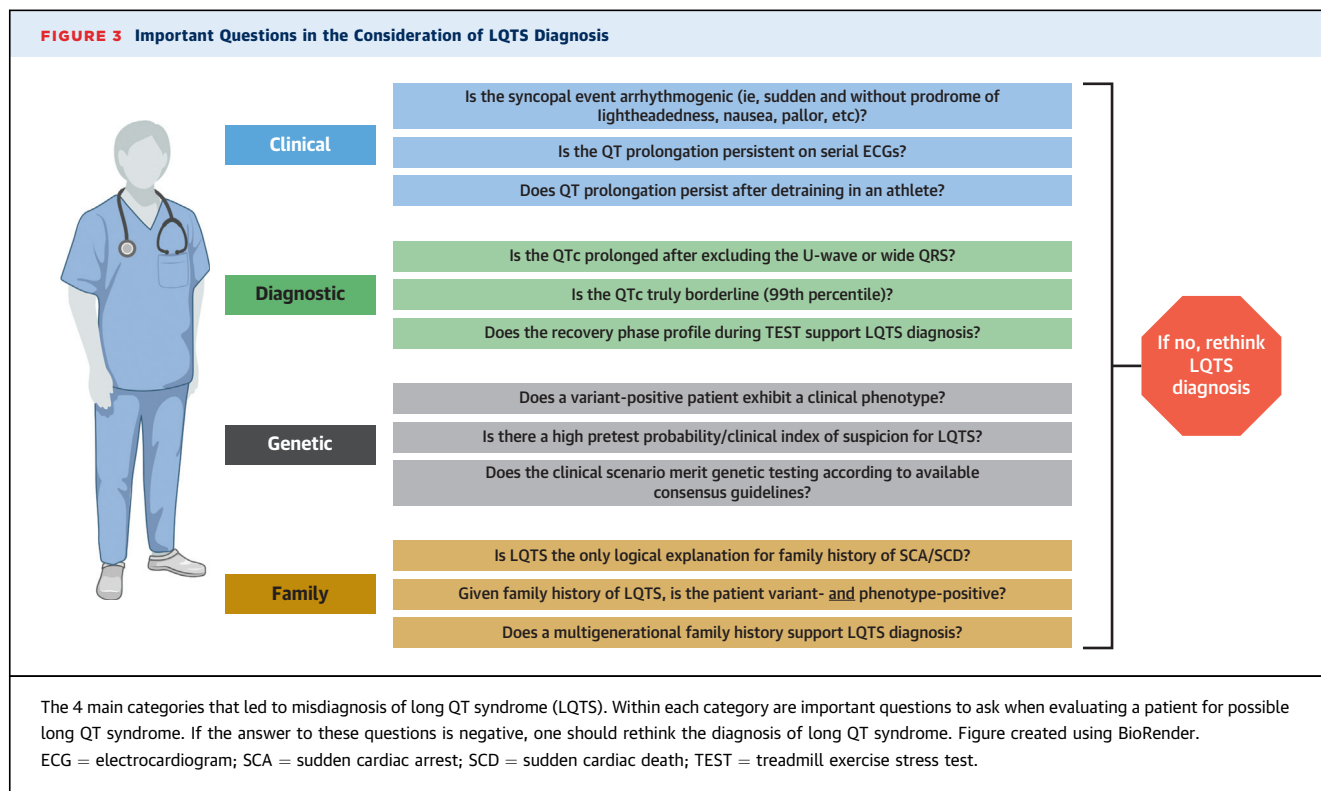 FIGURE 3 Important Questions in the Consideration of LQTS Diagnosis
Clinical
Is the syncopal event arrhythmogenic (ie, sudden and without prodrome of
lightheadedness, nausea, pallor, etc)?
Is the QT prolongation persistent on serial ECGs?
Does QT prolongation persist after detraining in an athlete?
Diagnostic
Is the QTc prolonged after excluding the U-wave or wide QRS?
Is the QTc truly borderline (99th percentile)?
Does the recovery phase profile during TEST support LQTS diagnosis?
Genetic
Does a variant-positive patient exhibit a clinical phenotype?
Is there a high pretest probability/clinical index of suspicion for LQTS?
Does the clinical scenario merit genetic testing according to available
consensus guidelines?
Family
Is LQTS the only logical explanation for family history of SCA/SCD?
Given family history of LQTS, is the patient variant- and phenotype-positive?
Does a multigenerational family history support LQTS diagnosis?
If no, rethink
LQTS
diagnosis
The 4 main categories that led to misdiagnosis of long QT syndrome (LQTS). Within each category are important questions to ask when evaluating a patient for possible
long QT syndrome. If the answer to these questions is negative, one should rethink the diagnosis of long QT syndrome. Figure created using BioRender.
ECG = electrocardiogram; SCA = sudden cardiac arrest; SCD = sudden cardiac death; TEST = treadmill exercise stress test.